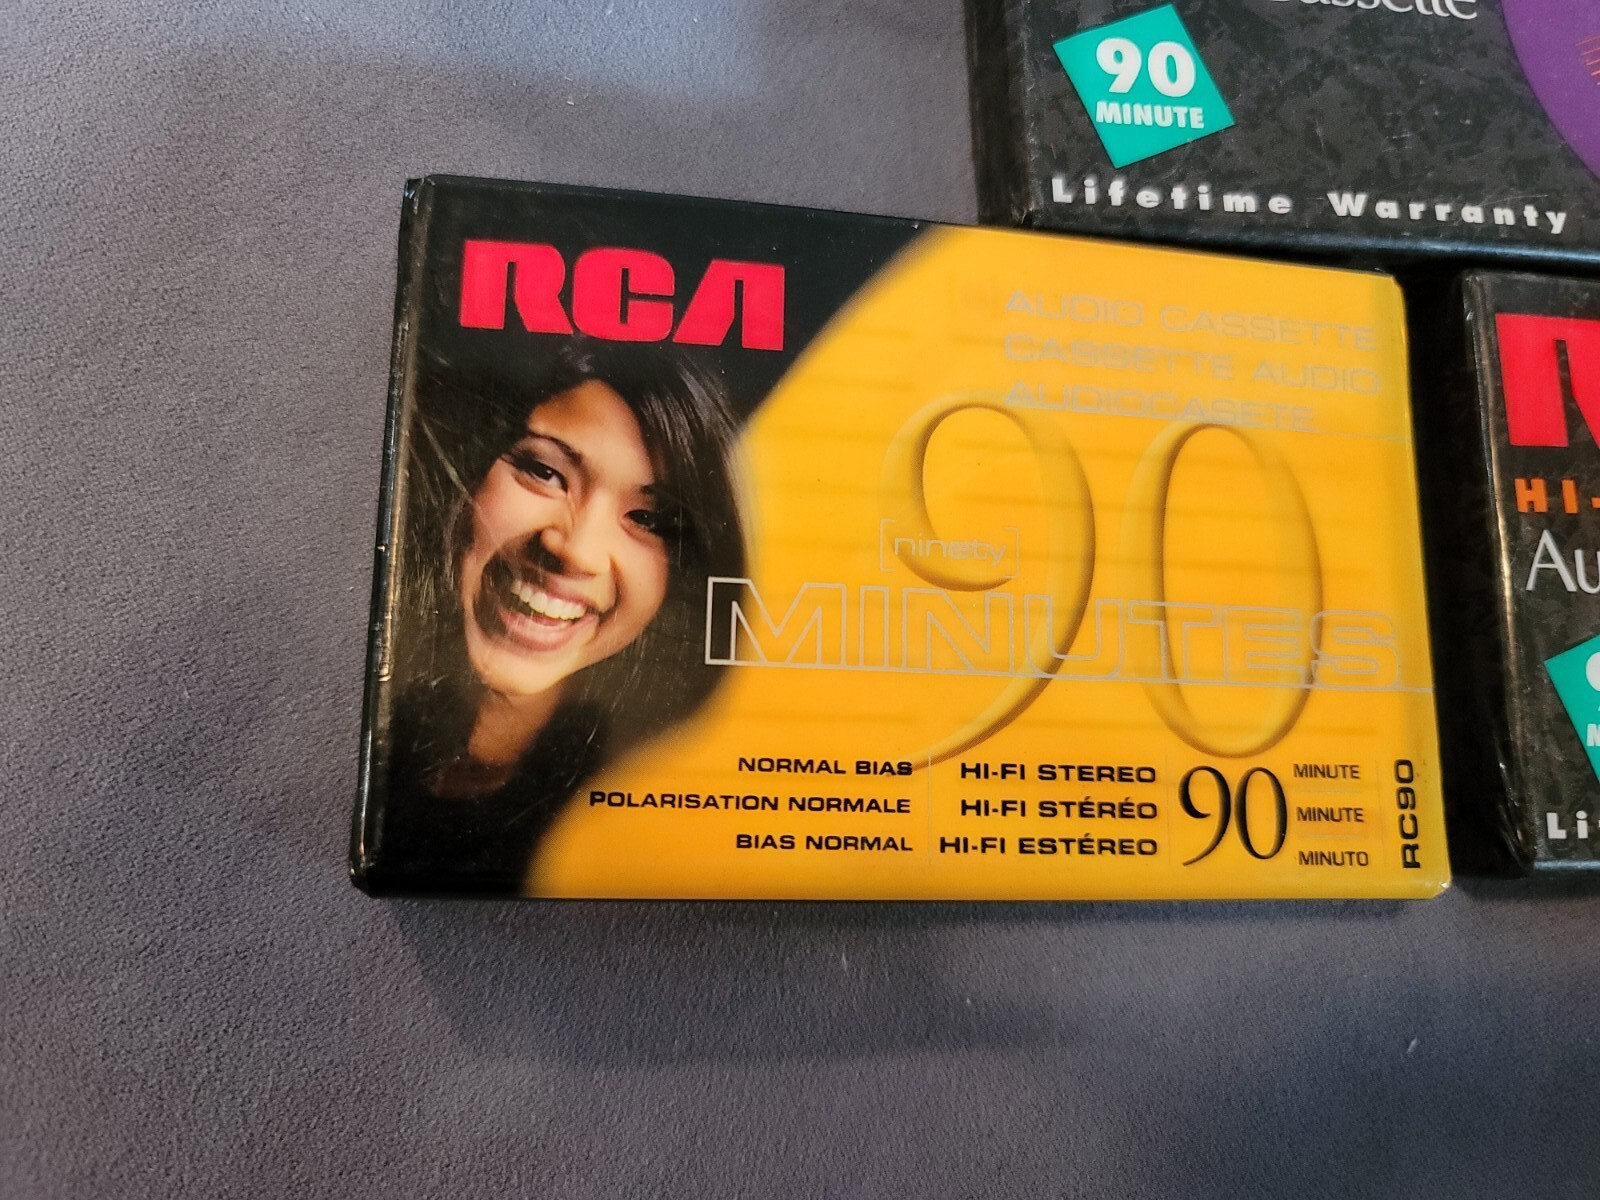 Cassette
90
MINUTE
Lifetime Warranty
RCA
AUDIO CASSETTE
CASSETTE AUDIO
AUDIOCASETE
90
[ninety]
MINUTES
NORMAL BIAS
POLARISATION NORMALE
BIAS NORMAL
HI-FI STEREO
HI-FI STÉRÉO
HI-FI ESTÉREO
90
MINUTE
MINUTE
MINUTO
RC90
HI-
Au
Li